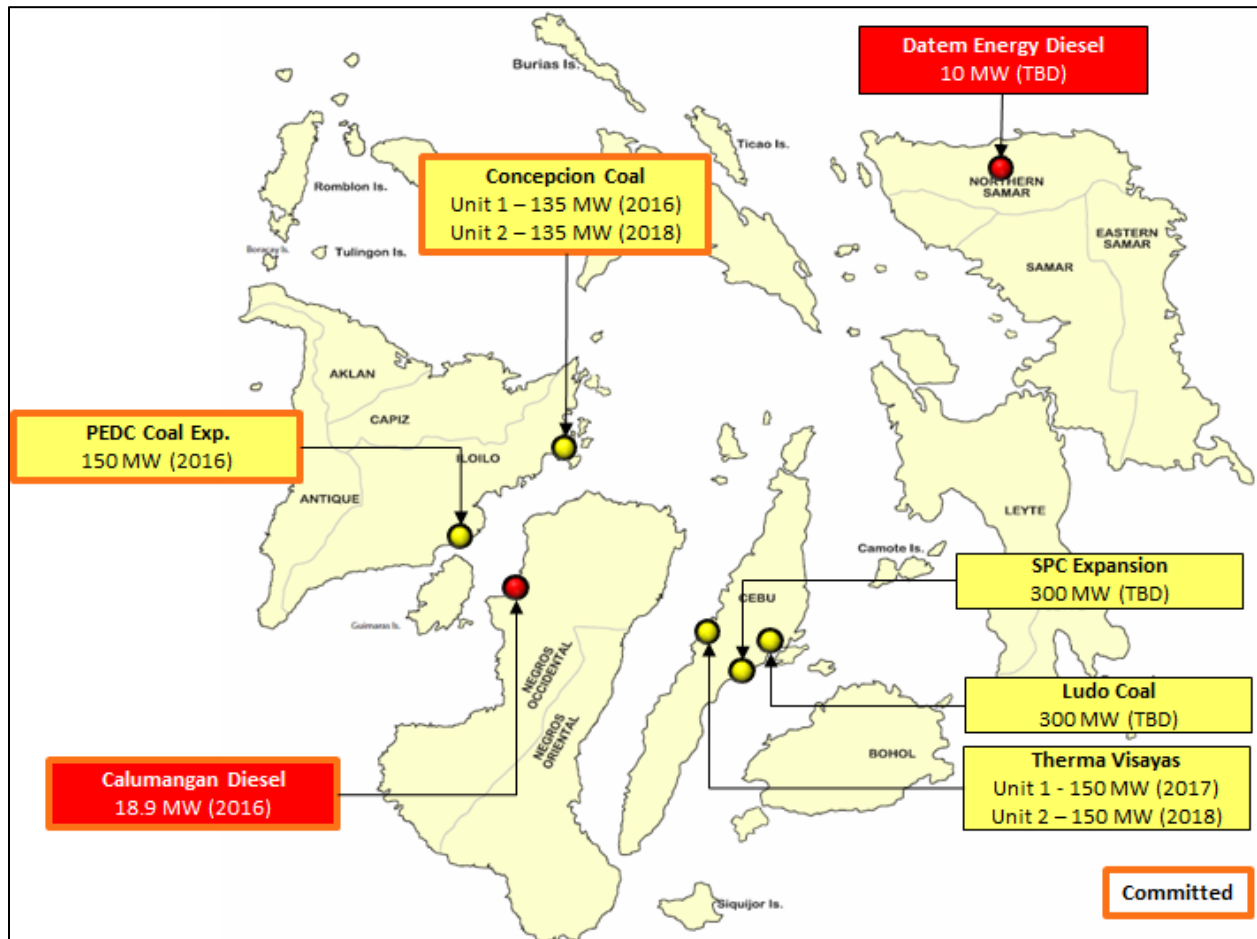 Datem Energy Diesel
10 MW (TBD)
Burias Is.
Ticao Is.
Concepcion Coal
Unit 1 – 135 MW (2016)
Unit 2 – 135 MW (2018)
Romblon Is.
Boracay Is.
Tulingon Is.
NORTHERN
SAMAR
EASTERN
SAMAR
SAMAR
AKLAN
CAPIZ
PEDC Coal Exp.
150 MW (2016)
ILOILO
ANTIQUE
LEYTE
Camote Is.
SPC Expansion
300 MW (TBD)
CEBU
Guimaras Is.
NEGROS
OCCIDENTAL
NEGROS
ORIENTAL
Ludo Coal
300 MW (TBD)
BOHOL
Therma Visayas
Unit 1 - 150 MW (2017)
Unit 2 – 150 MW (2018)
Calumangan Diesel
18.9 MW (2016)
Siquijor Is.
Committed